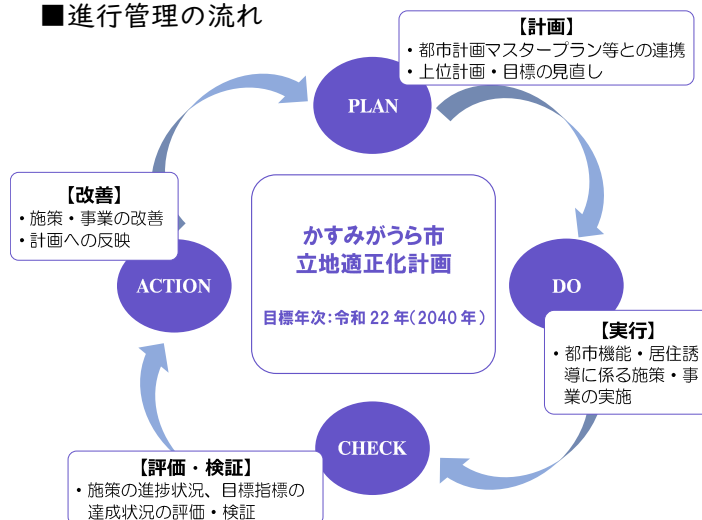 ■進行管理の流れ
【計画】
・都市計画マスタープラン等との連携
・上位計画・目標の見直し
PLAN
【改善】
・施策・事業の改善
・計画への反映
ACTION
かすみがうら市
立地適正化計画
目標年次:令和 22 年(2040 年)
DO
【実行】
・都市機能・居住誘
導に係る施策・事
業の実施
CHECK
【評価・検証】
・施策の進捗状況、目標指標の
達成状況の評価・検証